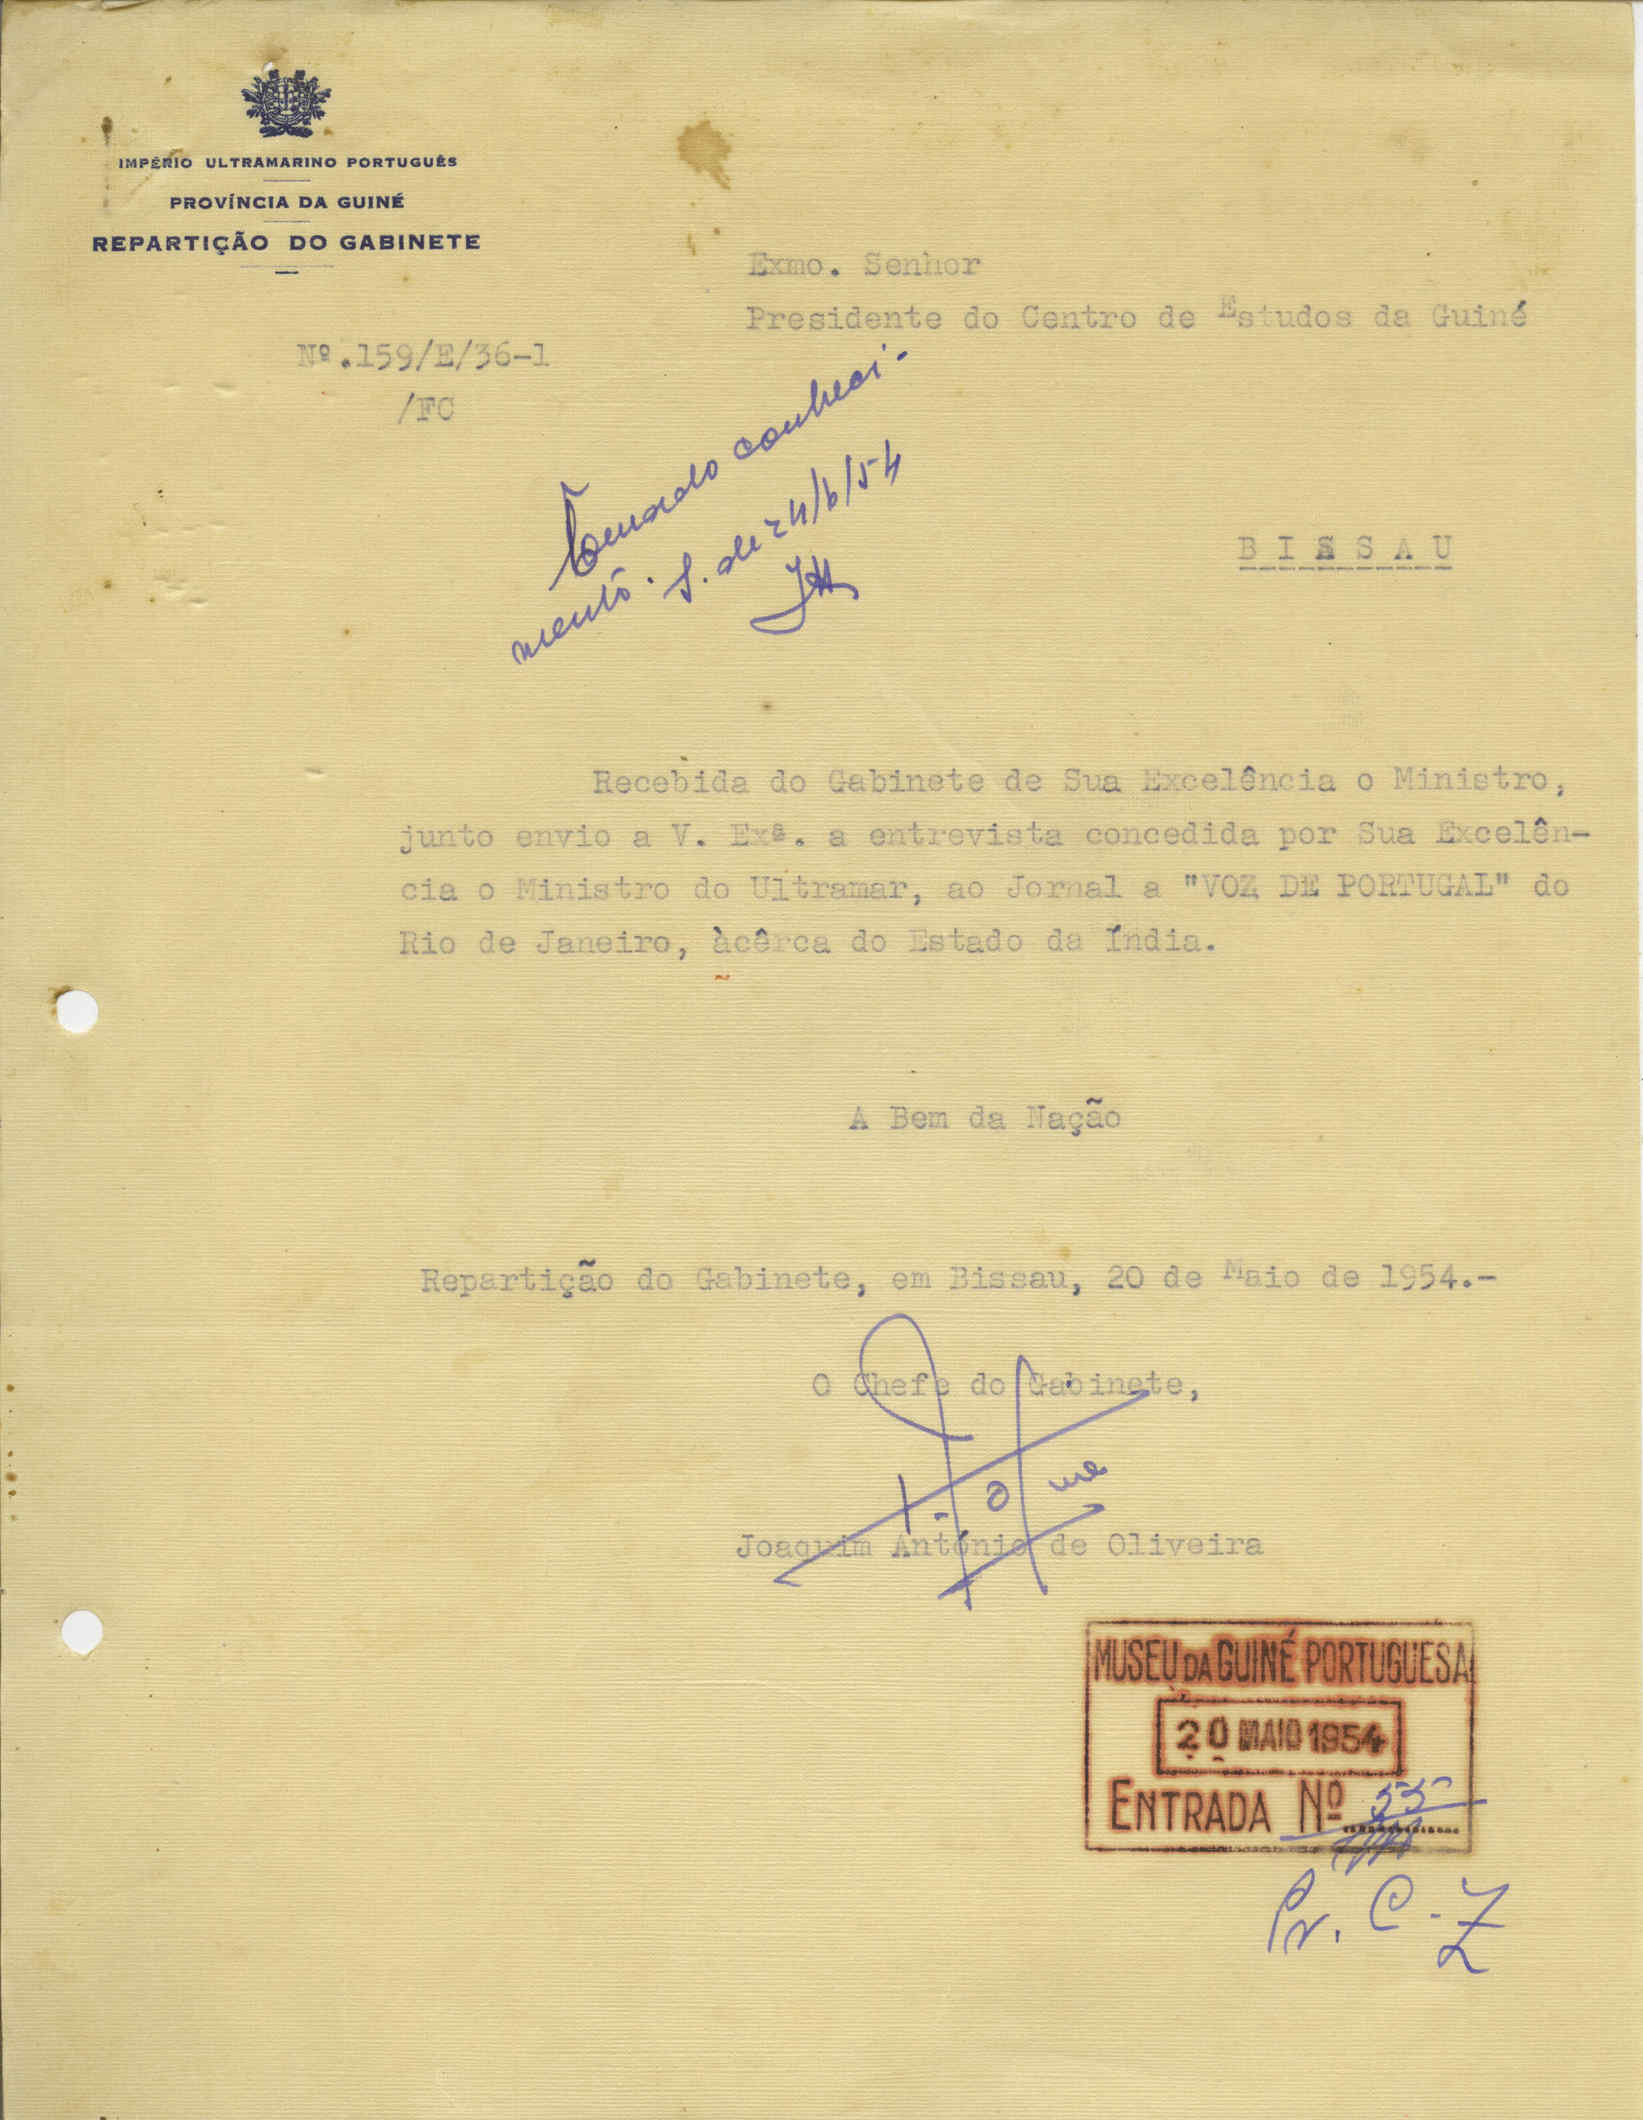 IMPÉRIO ULTRAMARINO PORTUGUÊS
PROVÍNCIA DA GUINÉ
REPARTIÇÃO DO GABINETE
Exmo. Senhor
Presidente do Centro de Estudos da Guiné
Nº.159/E/36-1
/FC
Tomado conheci-
mento. S. de 24/6/54
BISSAU
Recebida do Gabinete de Sua Excelência o Ministro,
junto envio a V. Exª. a entrevista concedida por Sua Excelên-
cia o Ministro do Ultramar, ao Jornal a "VOZ DE PORTUGAL" do
Rio de Janeiro, àcêrca do Estado da Índia.
A Bem da Nação
Repartição do Gabinete, em Bissau, 20 de Maio de 1954.-
O Chefe do Gabinete,
Joaquim António de Oliveira
MUSEU DA GUINÉ PORTUGUESA
20 MAIO 1954
ENTRADA Nº 55
Pr. C-Z